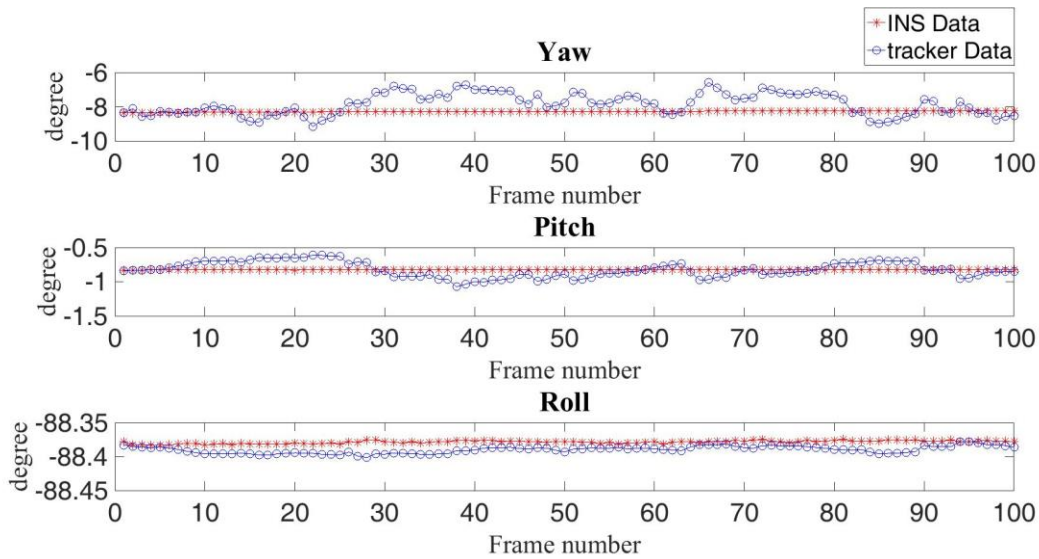 INS Data
tracker Data
Yaw
degree
-6
-8
-10
0 10 20 30 40 50 60 70 80 90 100
Frame number
Pitch
degree
-0.5
-1
-1.5
0 10 20 30 40 50 60 70 80 90 100
Frame number
Roll
degree
-88.35
-88.4
-88.45
0 10 20 30 40 50 60 70 80 90 100
Frame number